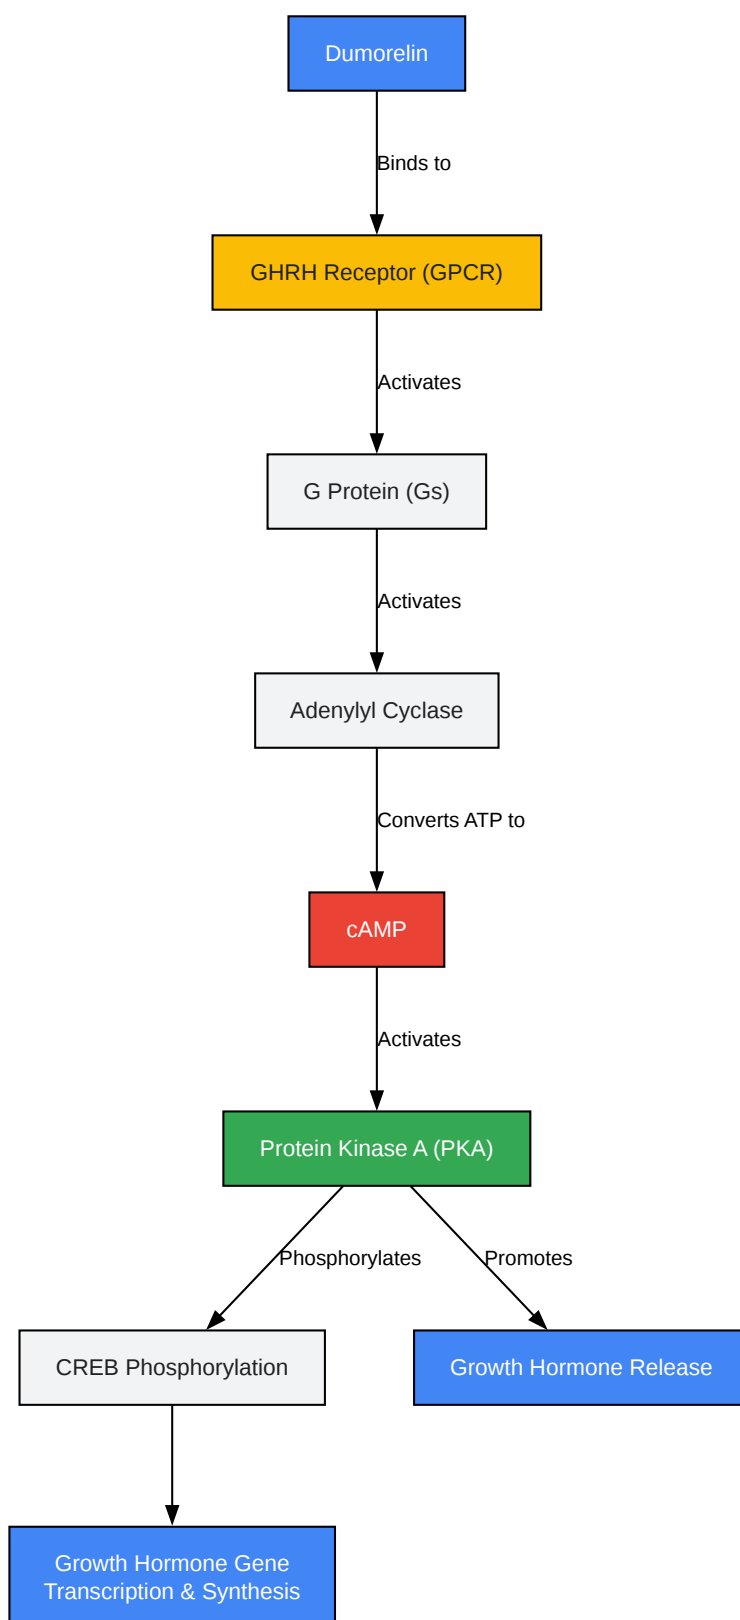 Dumorelin
Binds to
GHRH Receptor (GPCR)
Activates
G Protein (Gs)
Activates
Adenylyl Cyclase
Converts ATP to
cAMP
Activates
Protein Kinase A (PKA)
Phosphorylates
Promotes
CREB Phosphorylation
Growth Hormone Release
Growth Hormone Gene
Transcription & Synthesis